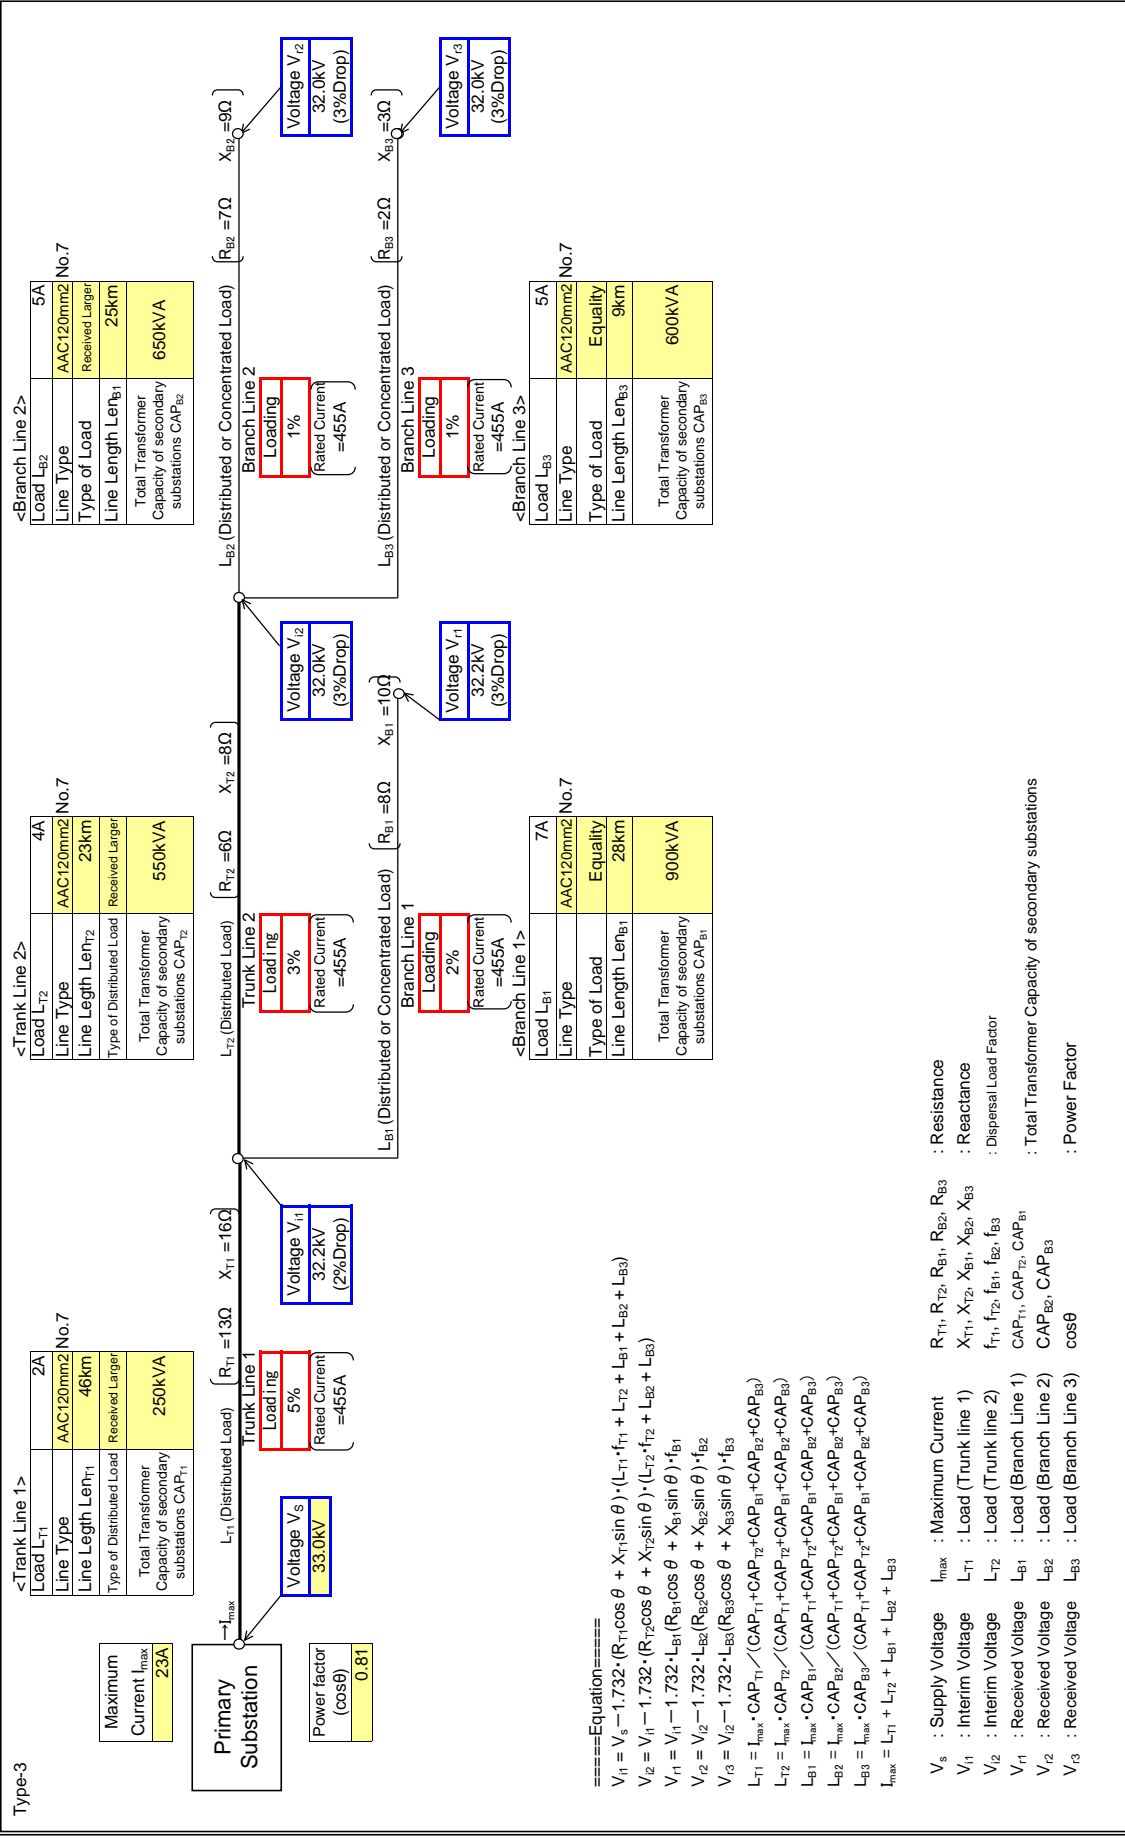 Type-3
Maximum
Current Imax
23A
Primary
Substation
Power factor
(cosθ)
0.81
→Imax
Voltage VS
33.0kV
<Trank Line 1>
Load LT1 2A
Line Type AAC120mm2 No.7
Line Legth LenT1 46km
Type of Distributed Load Received Larger
Total Transformer
Capacity of secondary
substations CAPT1
250kVA
LT1 (Distributed Load) RT1 =13Ω XT1 =16Ω
Trunk Line 1
Loading
5%
Rated Current
=455A
Voltage Vi1
32.2kV
(2%Drop)
<Trank Line 2>
Load LT2 4A
Line Type AAC120mm2 No.7
Line Legth LenT2 23km
Type of Distributed Load Received Larger
Total Transformer
Capacity of secondary
substations CAPT2
550kVA
LT2 (Distributed Load) RT2 =6Ω XT2 =8Ω
Trunk Line 2
Loading
3%
Rated Current
=455A
Voltage Vi2
32.0kV
(3%Drop)
LB1 (Distributed or Concentrated Load) RB1 =8Ω XB1 =10Ω
Branch Line 1
Loading
2%
Rated Current
=455A
Voltage Vr1
32.2kV
(3%Drop)
<Branch Line 1>
Load LB1 7A
Line Type AAC120mm2 No.7
Type of Load Equality
Line Length LenB1 28km
Total Transformer
Capacity of secondary
substations CAPB1
900kVA
<Branch Line 2>
Load LB2 5A
Line Type AAC120mm2 No.7
Type of Load Received Larger
Line Length LenB1 25km
Total Transformer
Capacity of secondary
substations CAPB2
650kVA
LB2 (Distributed or Concentrated Load) RB2 =7Ω XB2 =9Ω
Branch Line 2
Loading
1%
Rated Current
=455A
Voltage Vr2
32.0kV
(3%Drop)
LB3 (Distributed or Concentrated Load) RB3 =2Ω XB3 =3Ω
Branch Line 3
Loading
1%
Rated Current
=455A
Voltage Vr3
32.0kV
(3%Drop)
<Branch Line 3>
Load LB3 5A
Line Type AAC120mm2 No.7
Type of Load Equality
Line Length LenB3 9km
Total Transformer
Capacity of secondary
substations CAPB3
600kVA
=====Equation=====
Vi1 = Vs−1.732・(RT1cos θ + XT1sin θ)・(LT1・fT1 + LT2 + LB1 + LB2 + LB3)
Vi2 = Vi1−1.732・(RT2cos θ + XT2sin θ)・(LT2・fT2 + LB2 + LB3)
Vr1 = Vi1−1.732・LB1(RB1cos θ + XB1sin θ)・fB1
Vr2 = Vi2−1.732・LB2(RB2cos θ + XB2sin θ)・fB2
Vr3 = Vi2−1.732・LB3(RB3cos θ + XB3sin θ)・fB3
LT1 = Imax・CAPT1／(CAPT1+CAPT2+CAPB1+CAPB2+CAPB3)
LT2 = Imax・CAPT2／(CAPT1+CAPT2+CAPB1+CAPB2+CAPB3)
LB1 = Imax・CAPB1／(CAPT1+CAPT2+CAPB1+CAPB2+CAPB3)
LB2 = Imax・CAPB2／(CAPT1+CAPT2+CAPB1+CAPB2+CAPB3)
LB3 = Imax・CAPB3／(CAPT1+CAPT2+CAPB1+CAPB2+CAPB3)
Imax = LT1 + LT2 + LB1 + LB2 + LB3
Vs : Supply Voltage Imax : Maximum Current RT1, RT2, RB1, RB2, RB3 : Resistance
Vi1 : Interim Voltage LT1 : Load (Trunk line 1) XT1, XT2, XB1, XB2, XB3 : Reactance
Vi2 : Interim Voltage LT2 : Load (Trunk line 2) fT1, fT2, fB1, fB2, fB3 : Dispersal Load Factor
Vr1 : Received Voltage LB1 : Load (Branch Line 1) CAPT1, CAPT2, CAPB1 : Total Transformer Capacity of secondary substations
Vr2 : Received Voltage LB2 : Load (Branch Line 2) CAPB2, CAPB3
Vr3 : Received Voltage LB3 : Load (Branch Line 3) cosθ : Power Factor